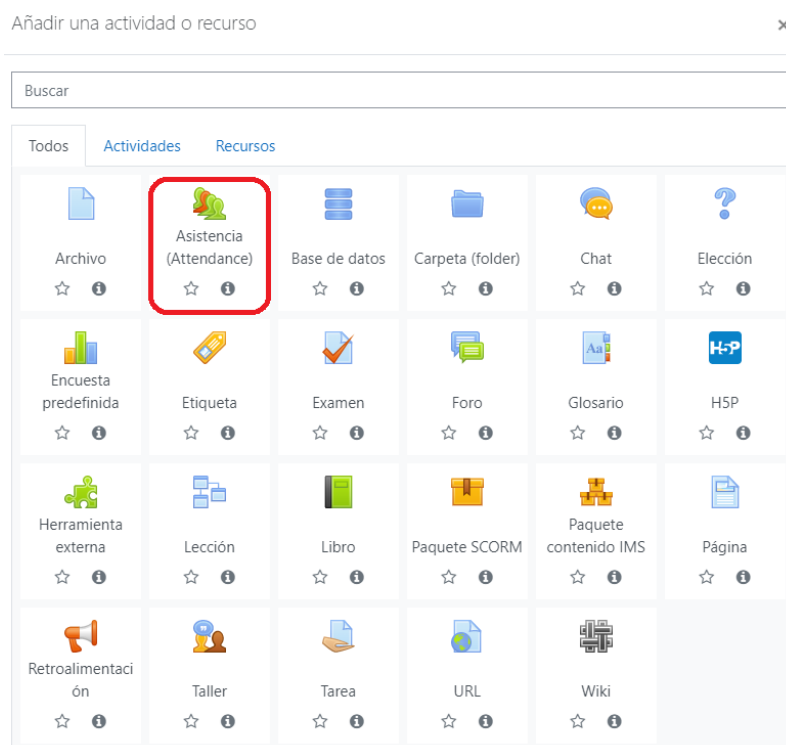 Añadir una actividad o recurso
Buscar
Todos Actividades Recursos
Archivo
Asistencia
(Attendance)
Base de datos
Carpeta (folder)
Chat
Elección
Encuesta
predefinida
Etiqueta
Examen
Foro
Aa
Glosario
H5P
H5P
Herramienta
externa
Lección
Libro
Paquete SCORM
Paquete
contenido IMS
Página
Retroalimentaci
ón
Taller
Tarea
URL
Wiki